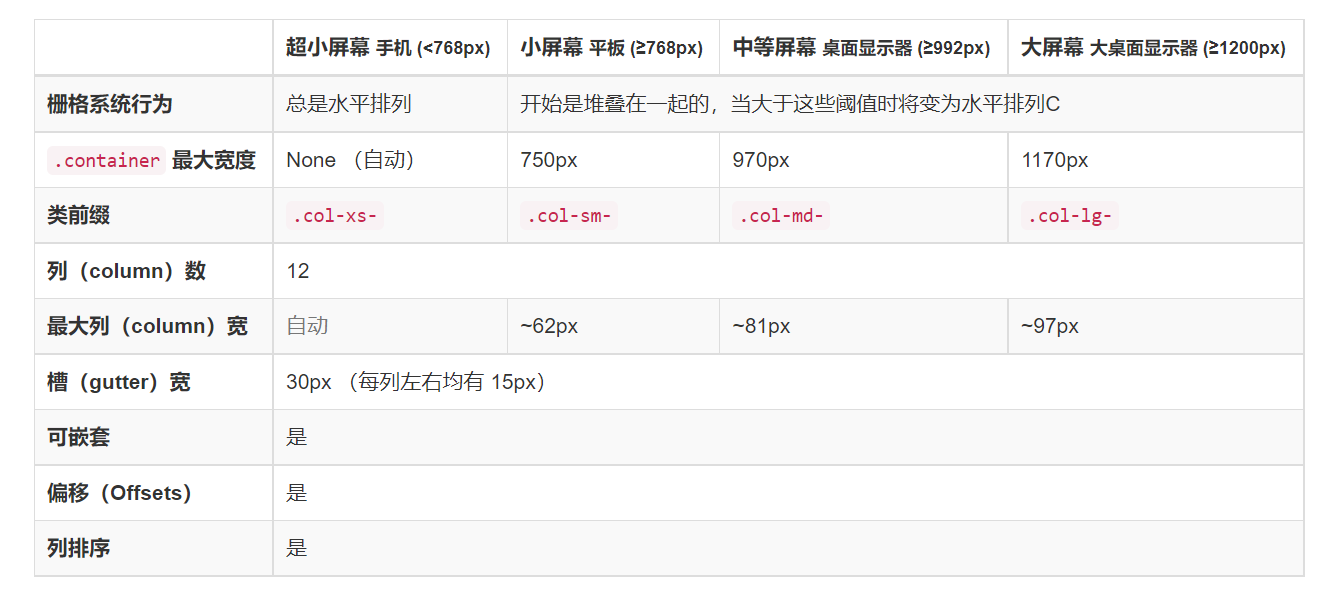 超小屏幕 手机 (<768px) 小屏幕 平板 (≥768px) 中等屏幕 桌面显示器 (≥992px) 大屏幕 大桌面显示器 (≥1200px)
栅格系统行为 总是水平排列 开始是堆叠在一起的，当大于这些阈值时将变为水平排列C
.container 最大宽度 None （自动） 750px 970px 1170px
类前缀 .col-xs- .col-sm- .col-md- .col-lg-
列（column）数 12
最大列（column）宽 自动 ~62px ~81px ~97px
槽（gutter）宽 30px （每列左右均有 15px）
可嵌套 是
偏移（Offsets） 是
列排序 是